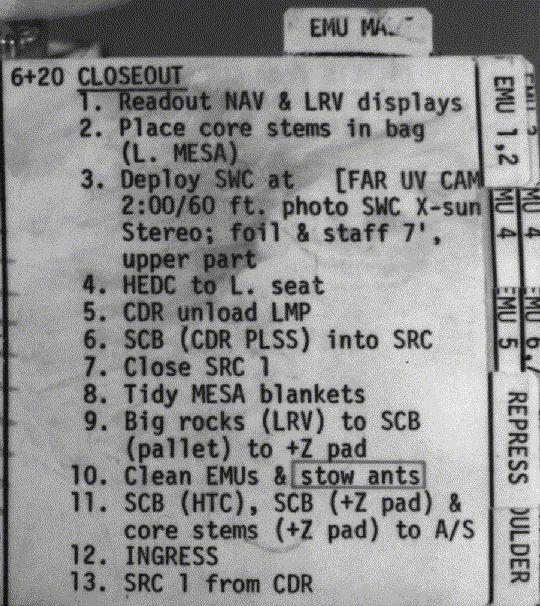 EMU
6+20 CLOSEOUT
1. Readout NAV & LRV displays
2. Place core stems in bag
(L. MESA)
3. Deploy SWC at [FAR UV CAM
2:00/60 ft. photo SWC X-sun
Stereo; foil & staff 7',
upper part
4. HEDC to L. seat
5. CDR unload LMP
6. SCB (CDR PLSS) into SRC
7. Close SRC 1
8. Tidy MESA blankets
9. Big rocks (LRV) to SCB
(pallet) to +Z pad
10. Clean EMUs & stow ants
11. SCB (HTC), SCB (+Z pad) &
core stems (+Z pad) to A/S
12. INGRESS
13. SRC 1 from CDR
EMU 1,2
MU 4
EMU 5
REPRESS
OULDER